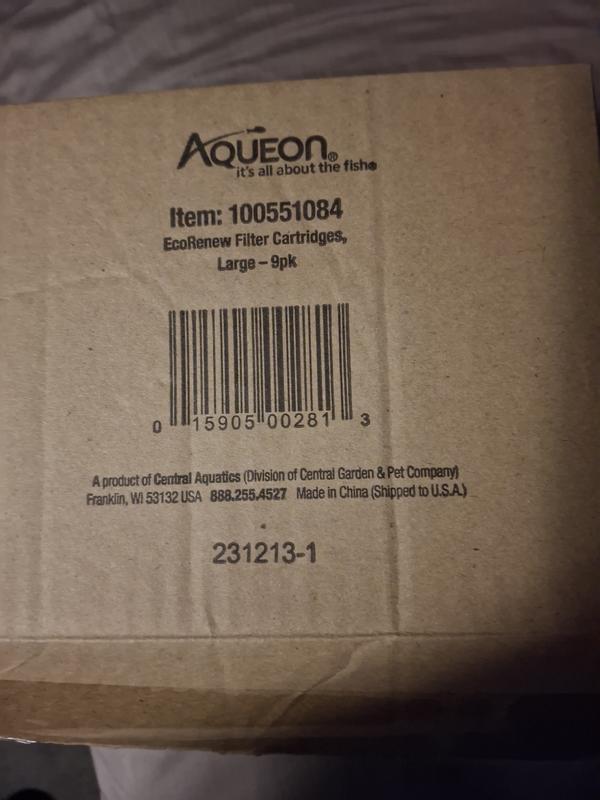 AQUEON®
it's all about the fish®
Item: 100551084
EcoRenew Filter Cartridges,
Large – 9pk
0 15905 00281 3
A product of Central Aquatics (Division of Central Garden & Pet Company)
Franklin, WI 53132 USA 888.255.4527 Made in China (Shipped to U.S.A.)
231213-1